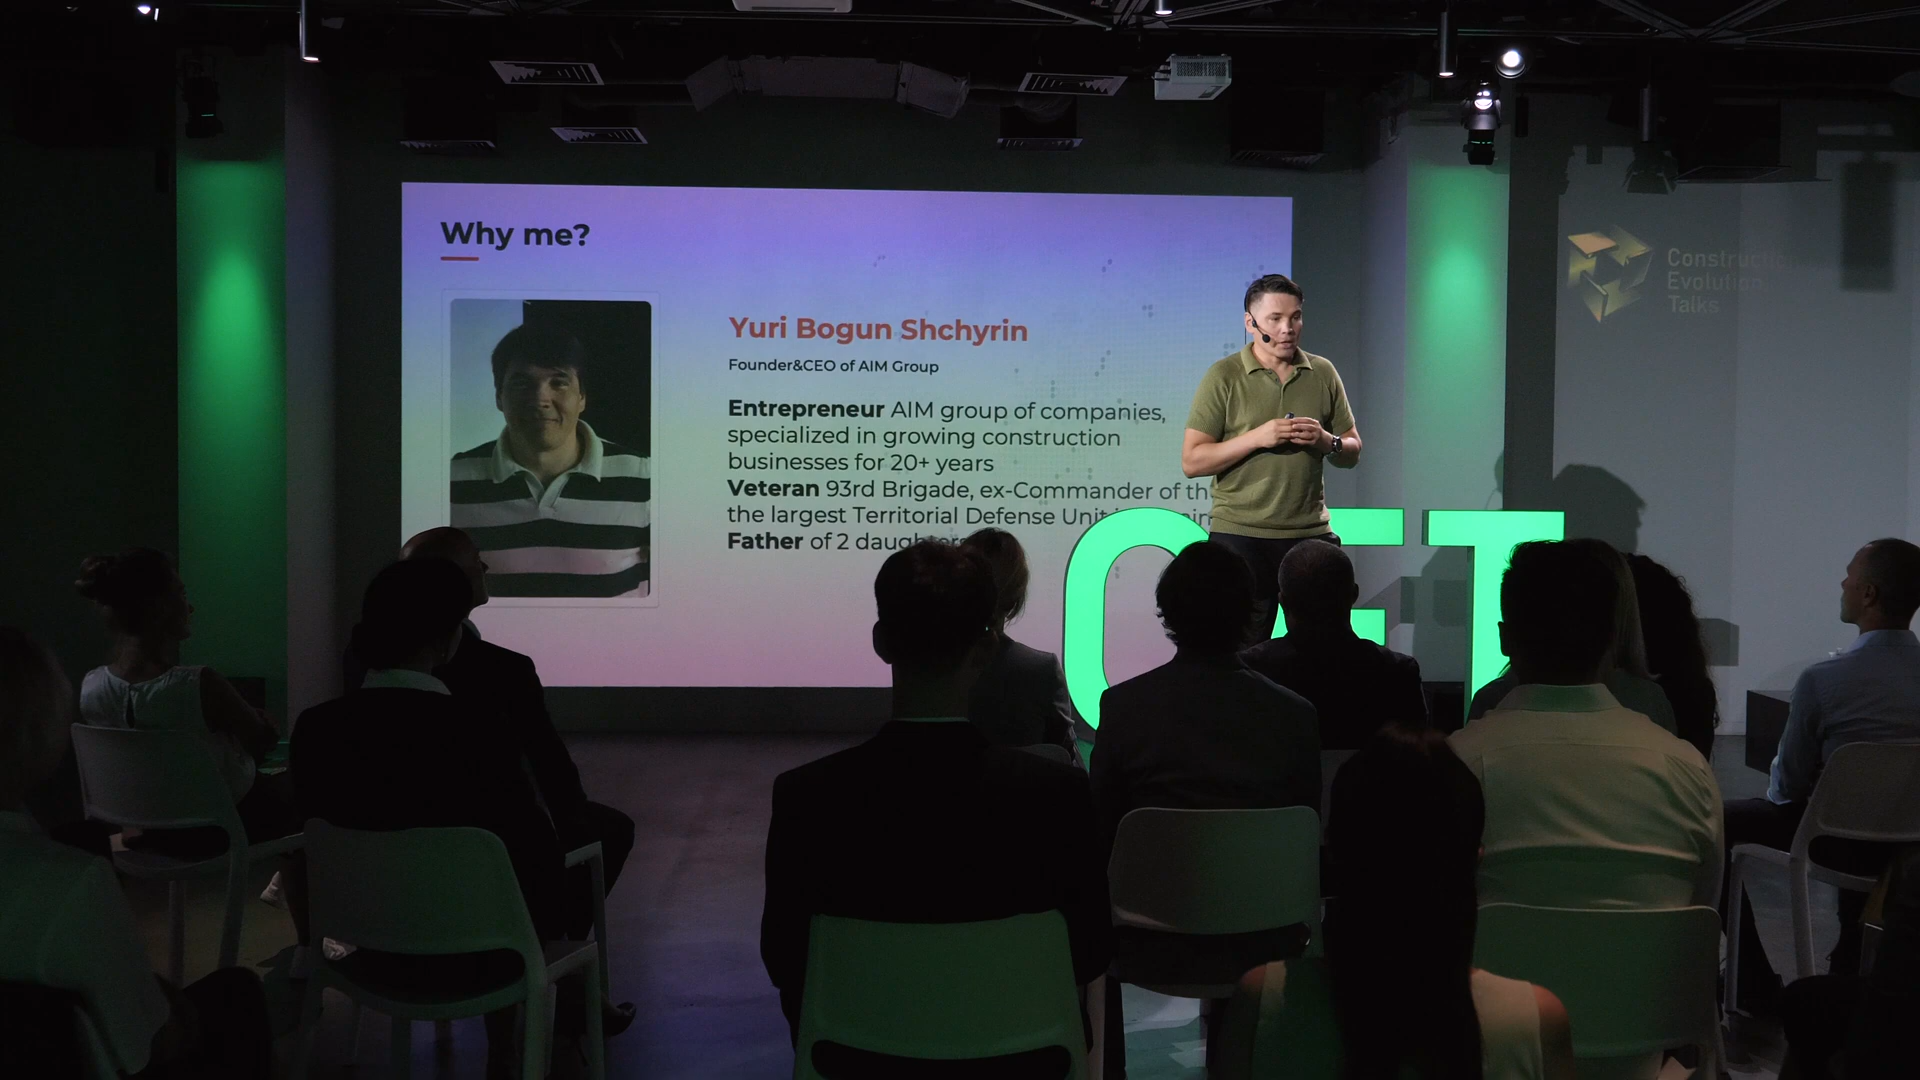 Why me?
Yuri Bogun Shchyrin
Founder&CEO of AIM Group
Entrepreneur AIM group of companies,
specialized in growing construction
businesses for 20+ years
Veteran 93rd Brigade, ex-Commander of
the largest Territorial Defense Unit
Father of 2 daughters
Construction
Evolution
Talks
CET